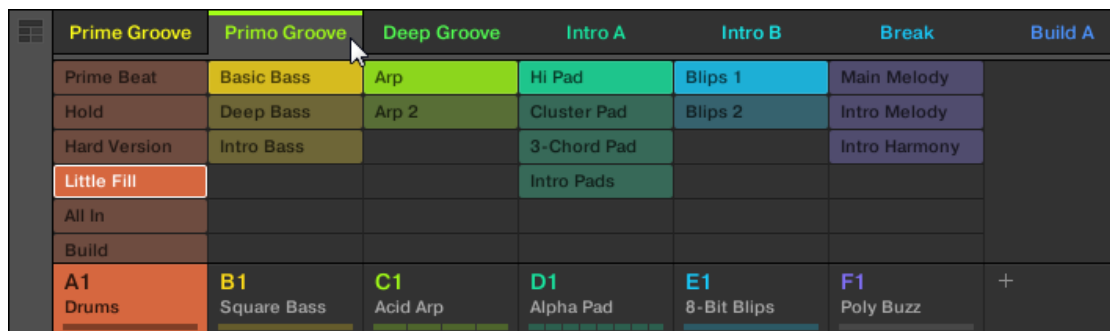 Prime Groove Primo Groove Deep Groove Intro A Intro B Break Build A
Prime Beat Basic Bass Arp Hi Pad Blips 1 Main Melody
Hold Deep Bass Arp 2 Cluster Pad Blips 2 Intro Melody
Hard Version Intro Bass 3-Chord Pad Intro Harmony
Little Fill Intro Pads
All In
Build
A1 B1 C1 D1 E1 F1 +
Drums Square Bass Acid Arp Alpha Pad 8-Bit Blips Poly Buzz